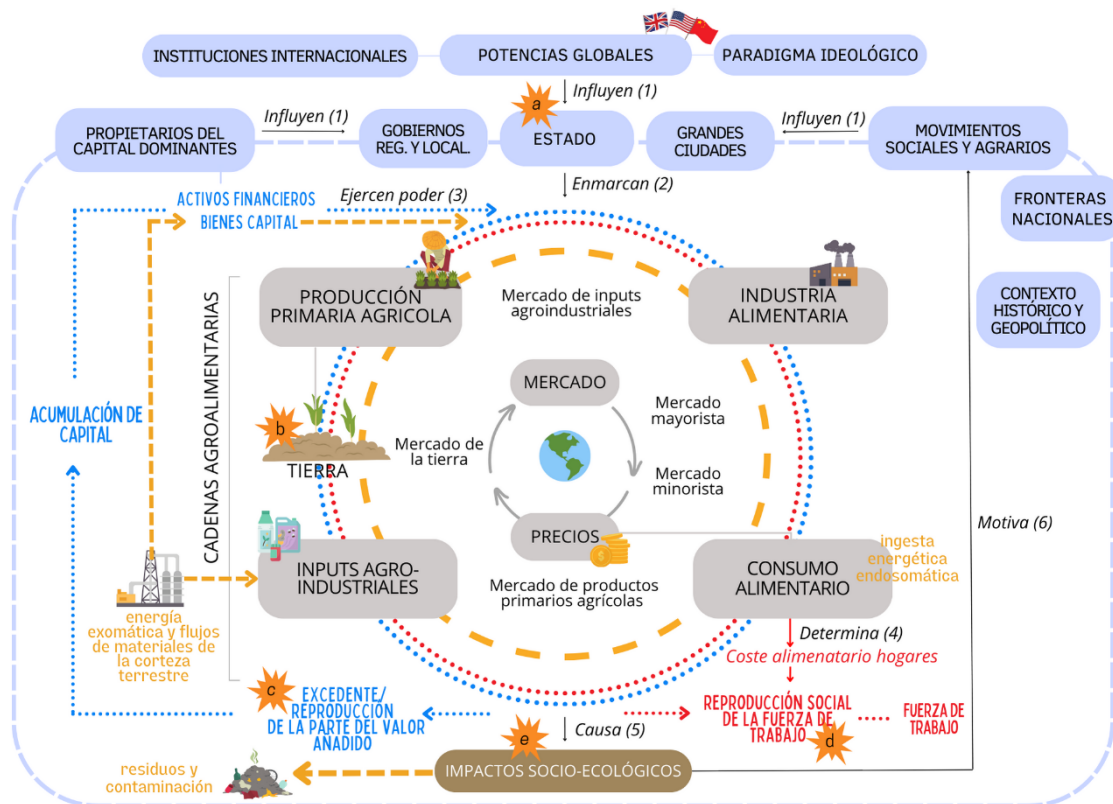 INSTITUCIONES INTERNACIONALES
POTENCIAS GLOBALES
PARADIGMA IDEOLÓGICO
a
Influyen (1)
PROPIETARIOS DEL
CAPITAL DOMINANTES
Influyen (1)
GOBIERNOS
REG. Y LOCAL.
ESTADO
GRANDES
CIUDADES
Influyen (1)
MOVIMIENTOS
SOCIALES Y AGRARIOS
ACTIVOS FINANCIEROS
BIENES CAPITAL
Ejercen poder (3)
Enmarcan (2)
FRONTERAS
NACIONALES
CONTEXTO
HISTÓRICO Y
GEOPOLÍTICO
PRODUCCIÓN
PRIMARIA AGRICOLA
Mercado de inputs
agroindustriales
INDUSTRIA
ALIMENTARIA
CADENAS AGROALIMENTARIAS
ACUMULACIÓN DE
CAPITAL
b
TIERRA
Mercado de
la tierra
MERCADO
Mercado
mayorista
Mercado
minorista
PRECIOS
Motiva (6)
INPUTS AGRO-
INDUSTRIALES
Mercado de productos
primarios agrícolas
CONSUMO
ALIMENTARIO
ingesta
energética
endosomática
energía
exomática y flujos
de materiales de
la corteza
terrestre
Determina (4)
Coste alimenatario hogares
c
EXCEDENTE/
REPRODUCCIÓN
DE LA PARTE DEL VALOR
AÑADIDO
Causa (5)
REPRODUCCIÓN SOCIAL
DE LA FUERZA DE
TRABAJO
d
FUERZA DE
TRABAJO
e
IMPACTOS SOCIO-ECOLÓGICOS
residuos y
contaminación